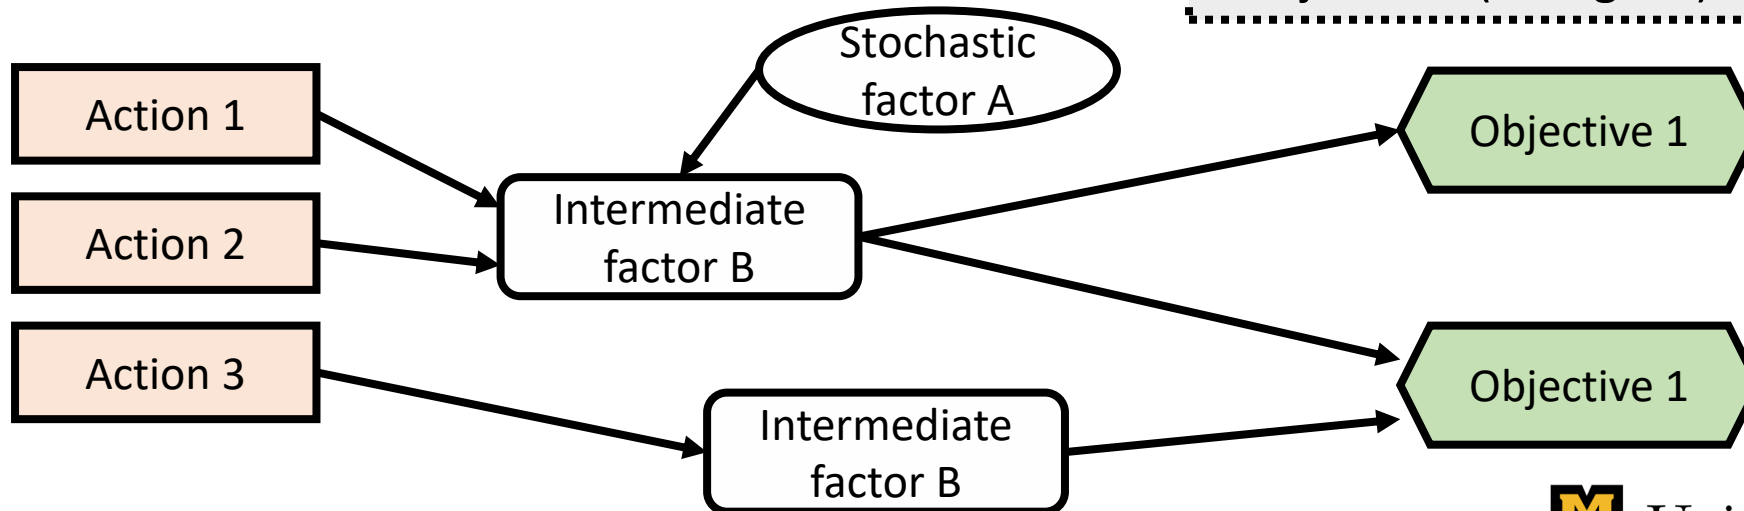 Stochastic
factor A
Action 1
Objective 1
Intermediate
factor B
Action 2
Action 3
Objective 1
Intermediate
factor B
M